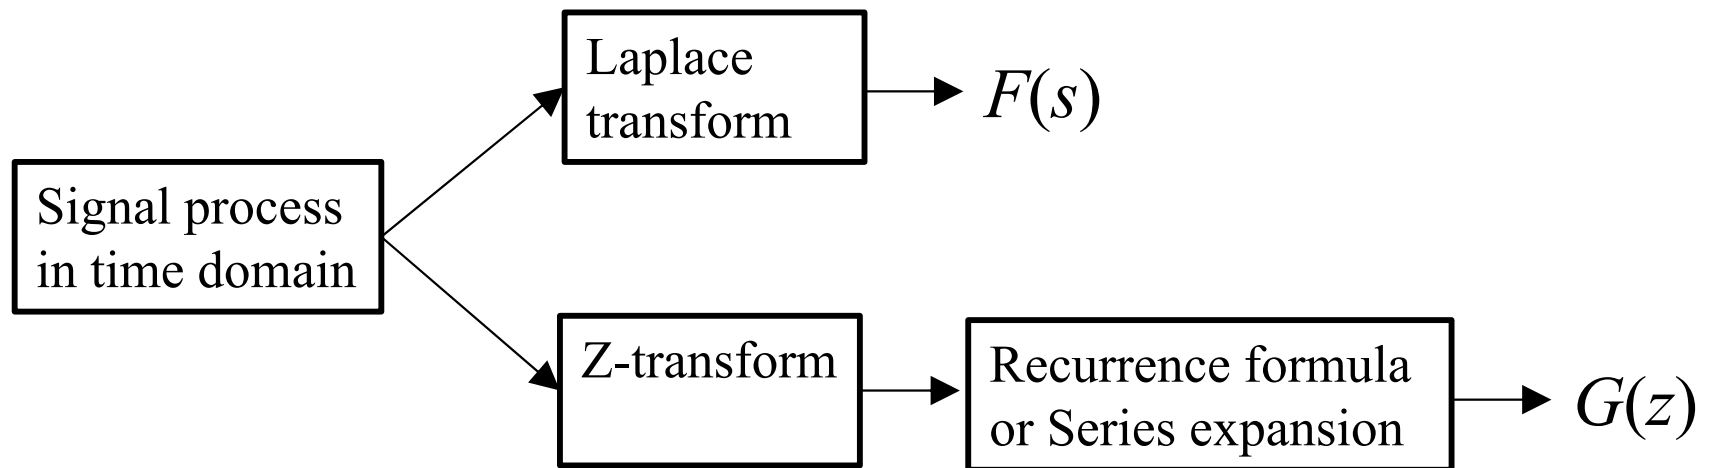 Laplace
transform
F(s)
Signal process
in time domain
Z-transform
Recurrence formula
or Series expansion
G(z)